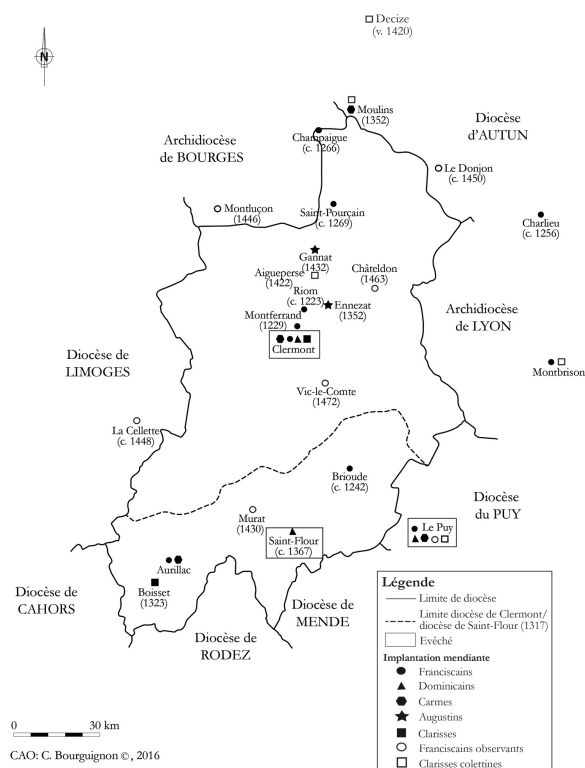 Decize
(v. 1420)
N
Moulins
(1352)
Diocèse
d'AUTUN
Champaigue
(c. 1266)
Archidiocèse
de BOURGES
Le Donjon
(c. 1450)
Montluçon
(1446)
Saint-Pourçain
(c. 1269)
Charlieu
(c. 1256)
Gannat
(1432)
Aigueperse
(1422)
Châteldon
(1463)
Riom
(c. 1223)
Ennezat
(1352)
Montferrand
(1229)
Archidiocèse
de LYON
Clermont
Diocèse de
LIMOGES
Montbrison
Vic-le-Comte
(1472)
La Cellette
(c. 1448)
Brioude
(c. 1242)
Diocèse
du PUY
Murat
(1430)
Le Puy
Saint-Flour
(c. 1367)
Aurillac
Boisset
(1323)
Diocèse de
CAHORS
Diocèse de
MENDE
Diocèse de
RODEZ
Légende
Limite de diocèse
Limite diocèse de Clermont/
diocèse de Saint-Flour (1317)
Evêché
Implantation mendiante
Franciscains
Dominicains
Carmes
Augustins
Clarisses
Franciscains observants
Clarisses colettines
0 30 km
CAO: C. Bourguignon ©, 2016